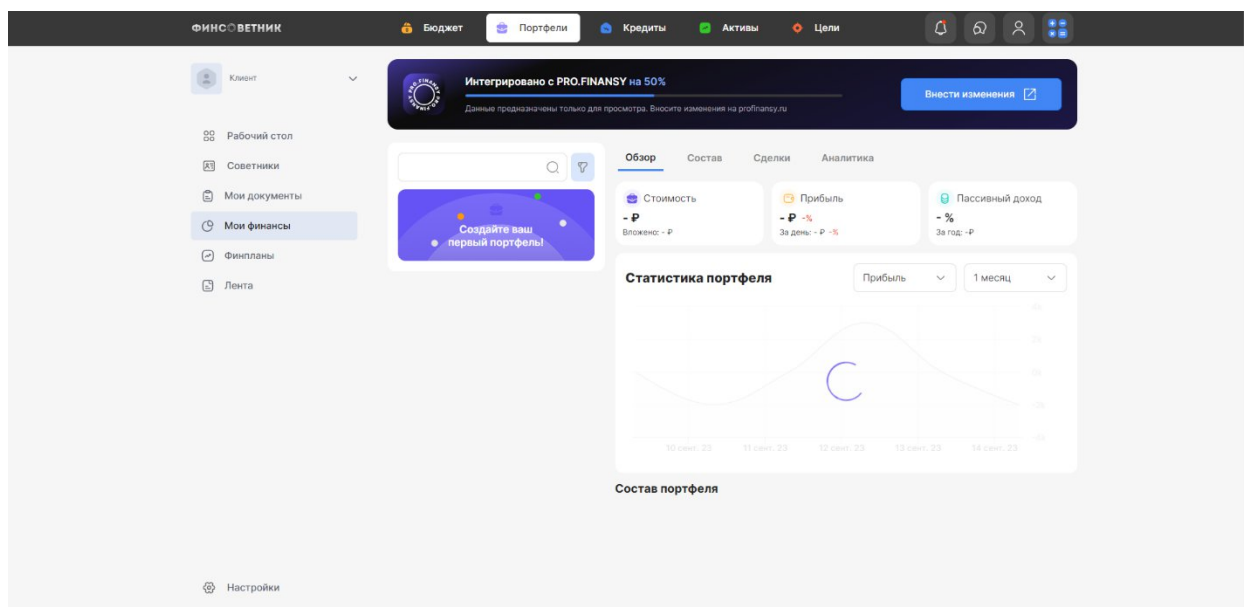 ФИНСОВЕТНИК
Бюджет
Портфели
Кредиты
Активы
Цели
Клиент
Рабочий стол
Советники
Мои документы
Мои финансы
Финпланы
Лента
Настройки
Интегрировано с PRO.FINANSY на 50%
Данные предназначены только для просмотра. Вносите изменения на profinansy.ru
Внести изменения
Создайте ваш
первый портфель!
Обзор Состав Сделки Аналитика
Стоимость
- ₽
Вложено: - ₽
Прибыль
- ₽ -%
За день: - ₽ -%
Пассивный доход
- %
За год: -₽
Статистика портфеля
Прибыль
1 месяц
10 сент. 23 11 сент. 23 12 сент. 23 13 сент. 23 14 сент. 23
Состав портфеля